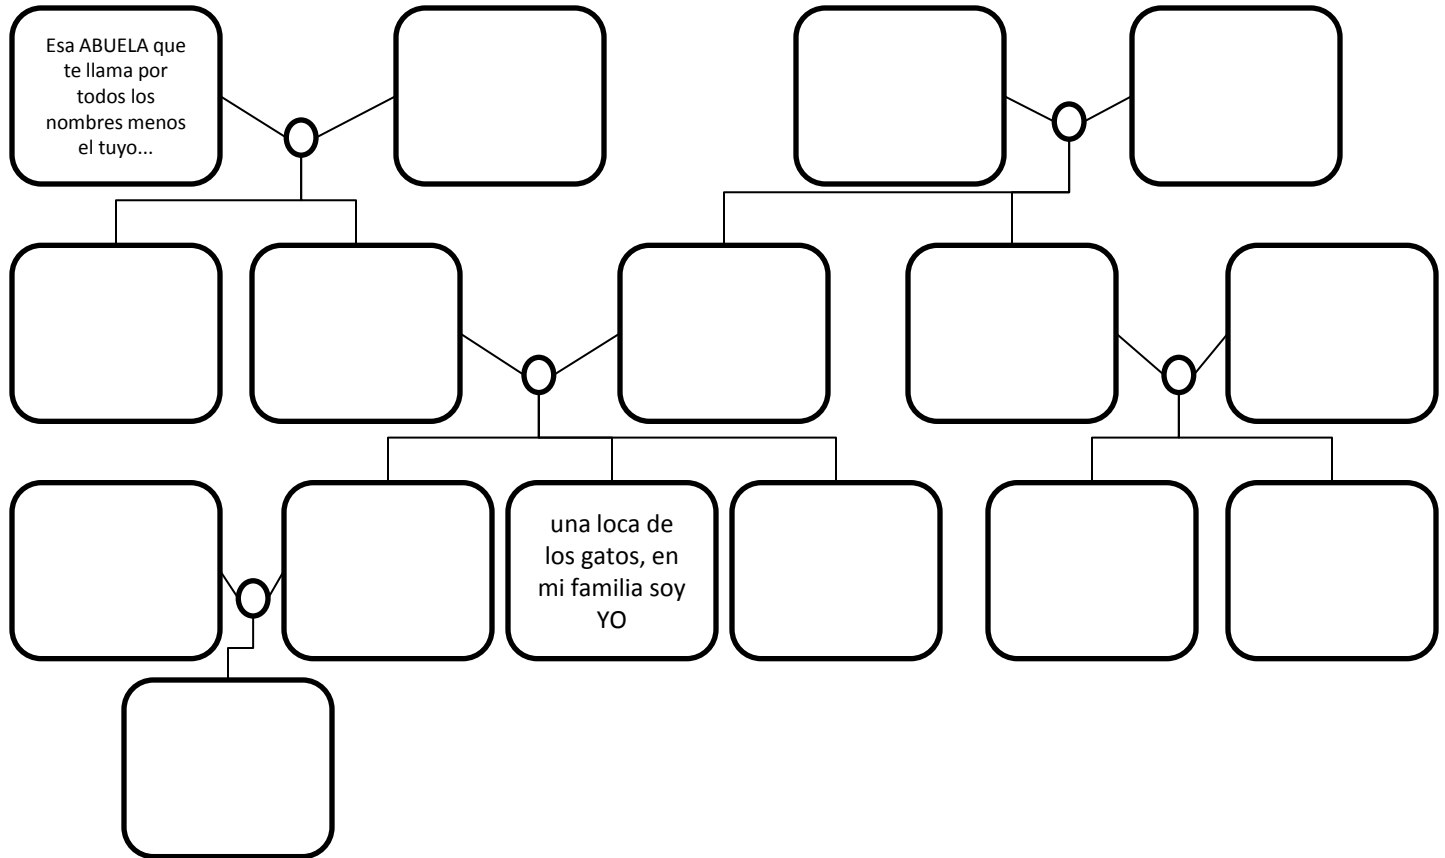 Esa ABUELA que
te llama por
todos los
nombres menos
el tuyo...
una loca de
los gatos, en
mi familia soy
YO